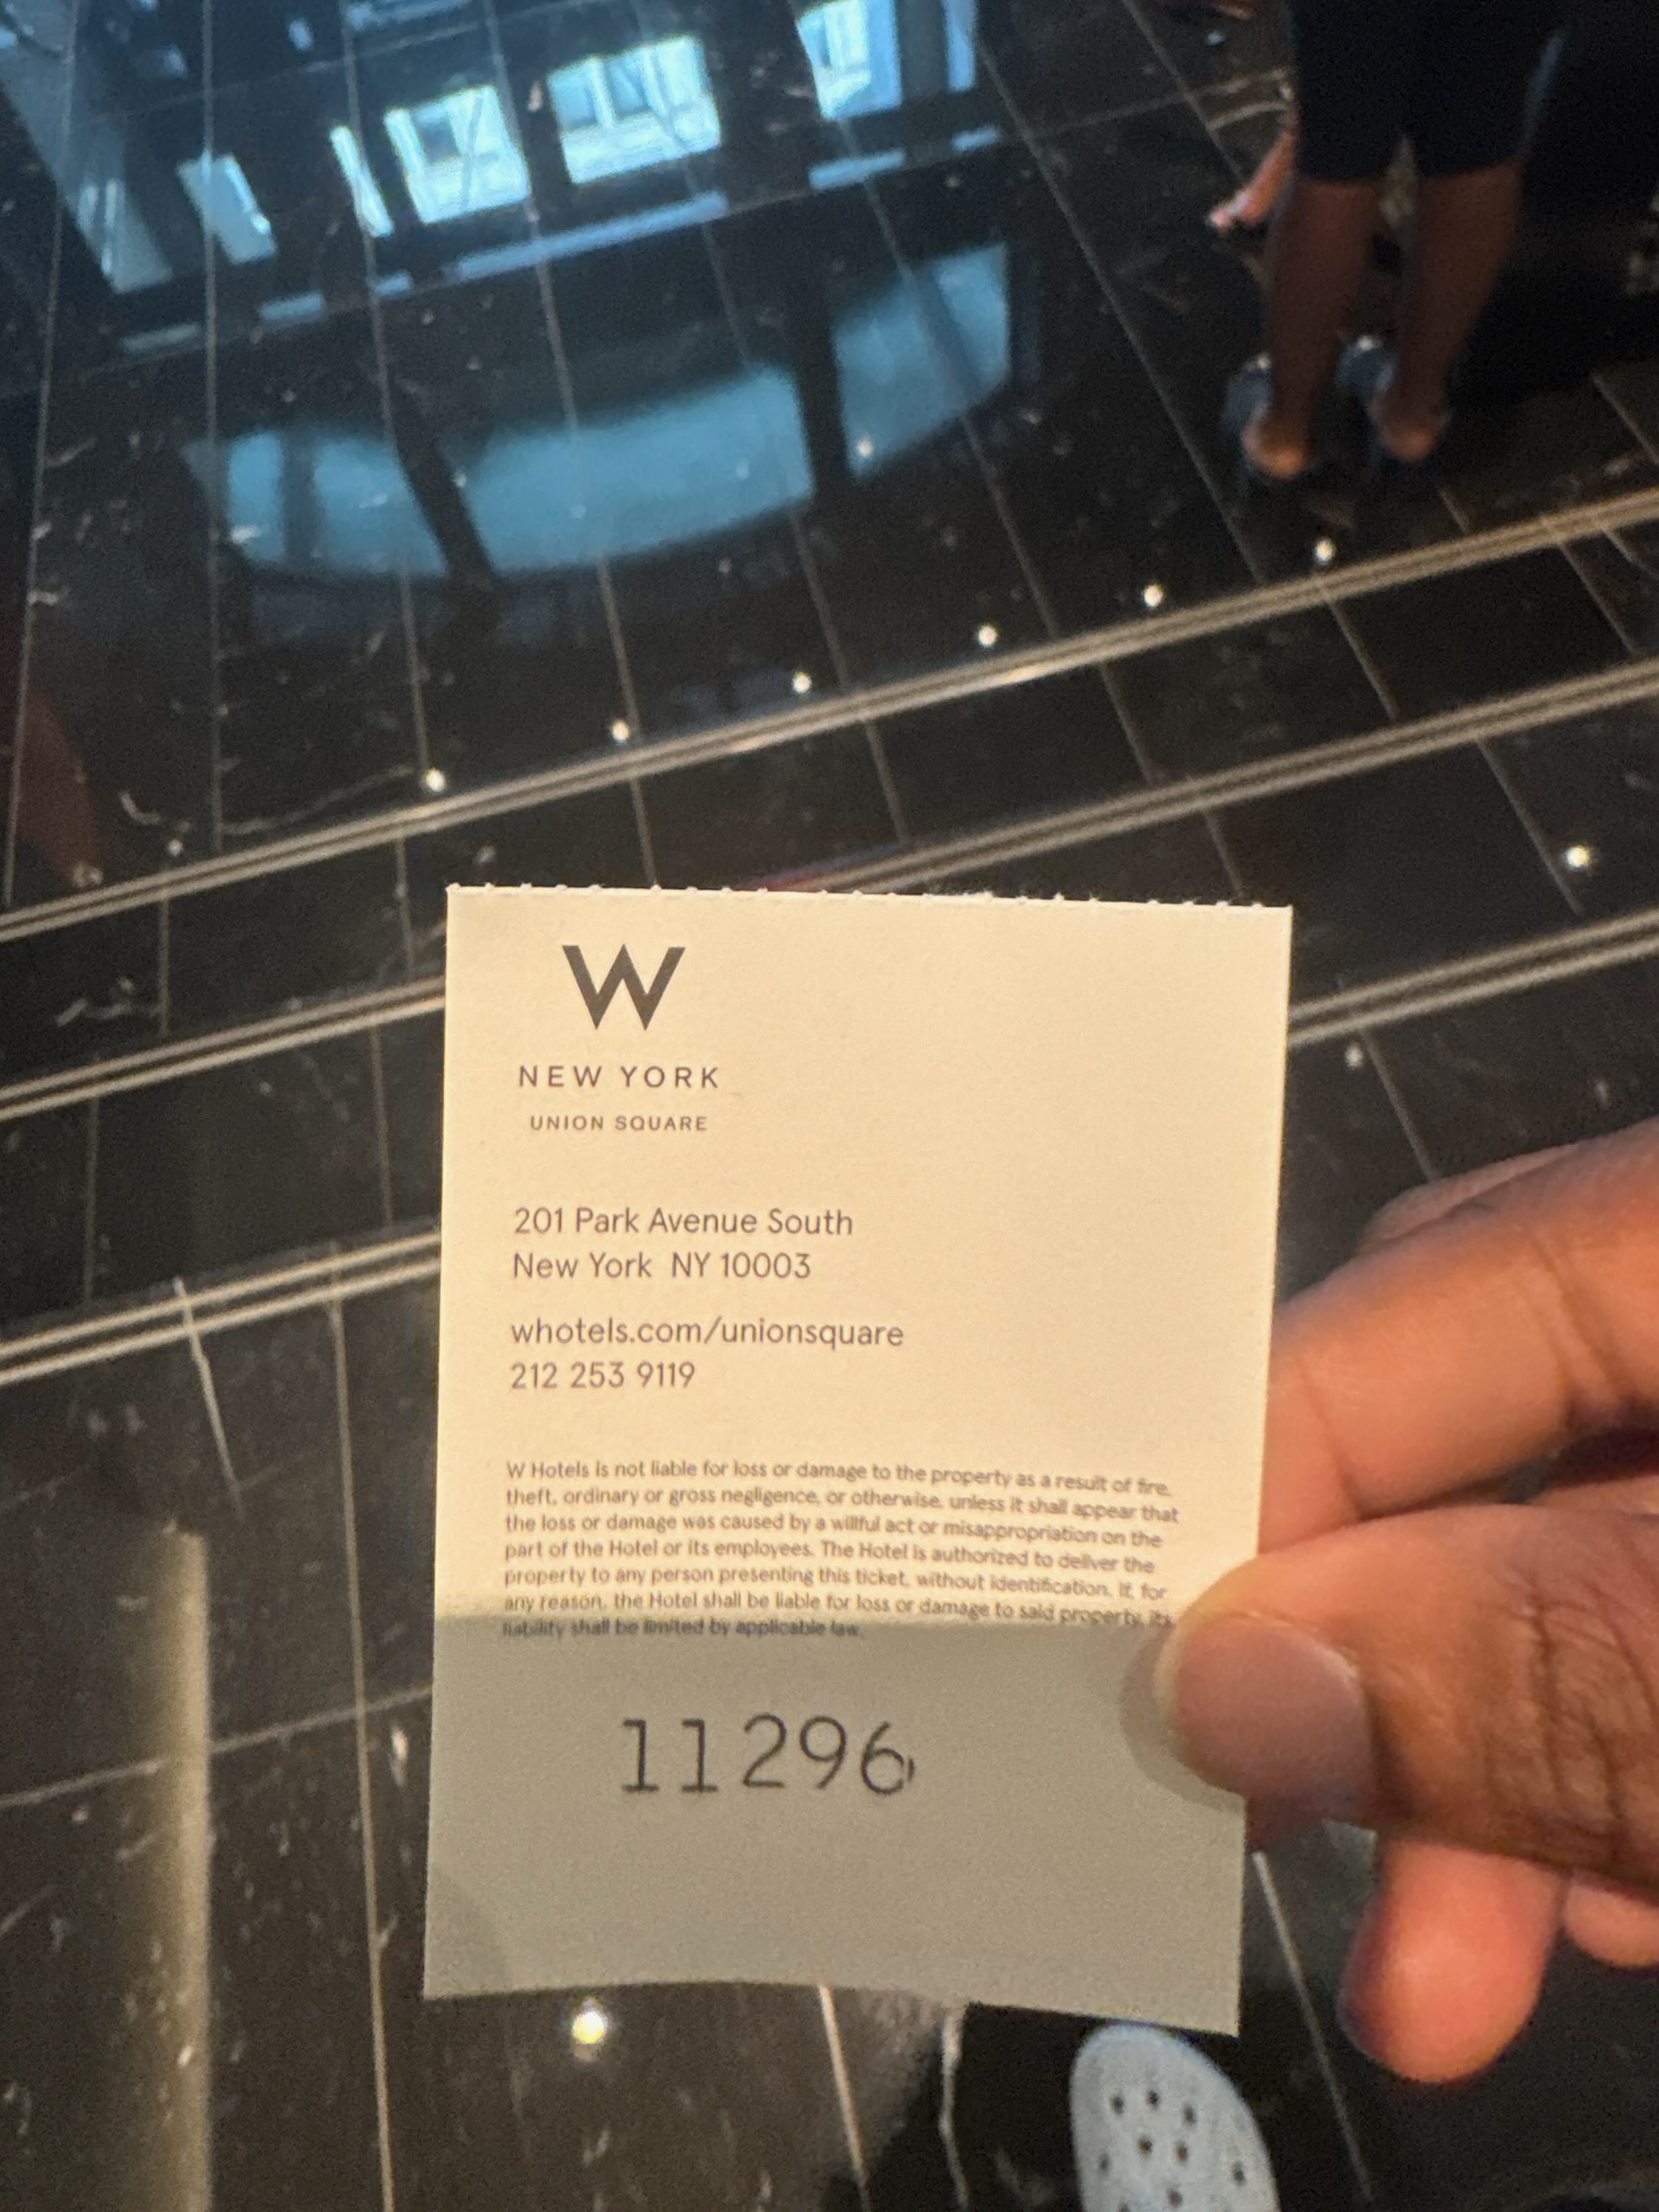 W
NEW YORK
UNION SQUARE
201 Park Avenue South
New York NY 10003
whotels.com/unionsquare
212 253 9119
W Hotels is not liable for loss or damage to the property as a result of fire,
theft, ordinary or gross negligence, or otherwise, unless it shall appear that
the loss or damage was caused by a willful act or misappropriation on the
part of the Hotel or its employees. The Hotel is authorized to deliver the
property to any person presenting this ticket, without identification. If, for
any reason, the Hotel shall be liable for loss or damage to said property, its
liability shall be limited by applicable law.
11296